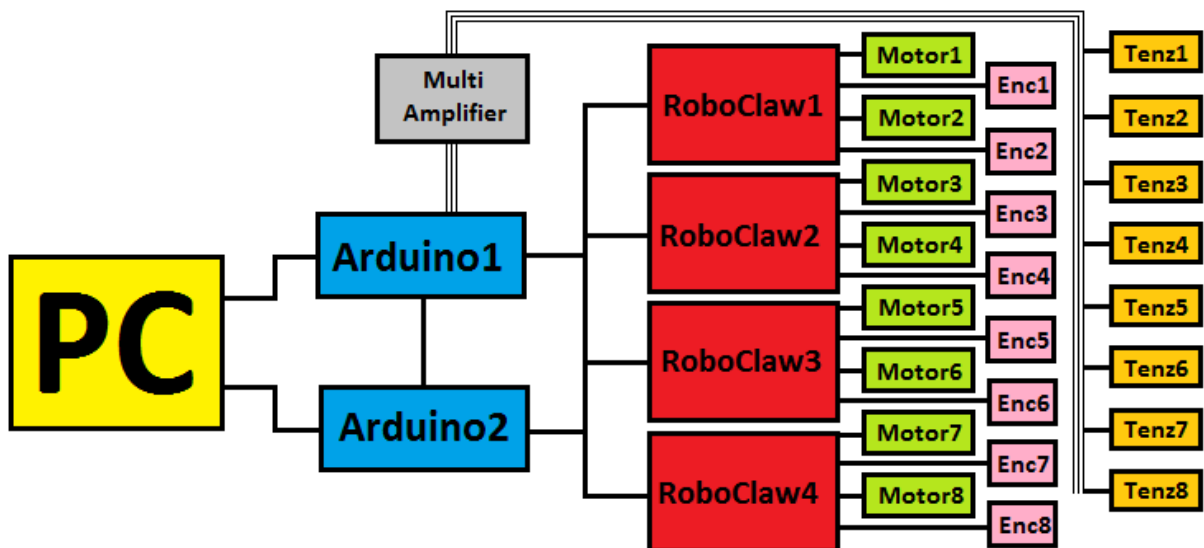 Multi
Amplifier
PC
Arduino1
Arduino2
RoboClaw1
RoboClaw2
RoboClaw3
RoboClaw4
Motor1
Enc1
Motor2
Enc2
Motor3
Enc3
Motor4
Enc4
Motor5
Enc5
Motor6
Enc6
Motor7
Enc7
Motor8
Enc8
Tenz1
Tenz2
Tenz3
Tenz4
Tenz5
Tenz6
Tenz7
Tenz8